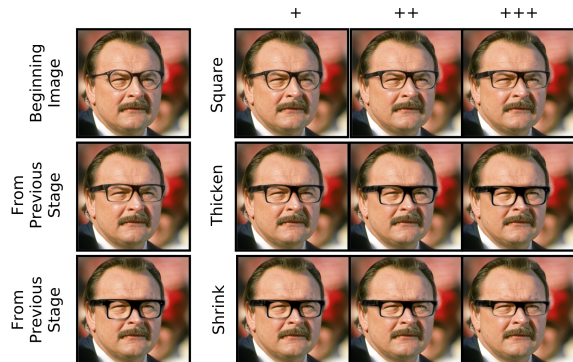 + ++ +++
Beginning
Image
Square
From
Previous
Stage
Thicken
From
Previous
Stage
Shrink